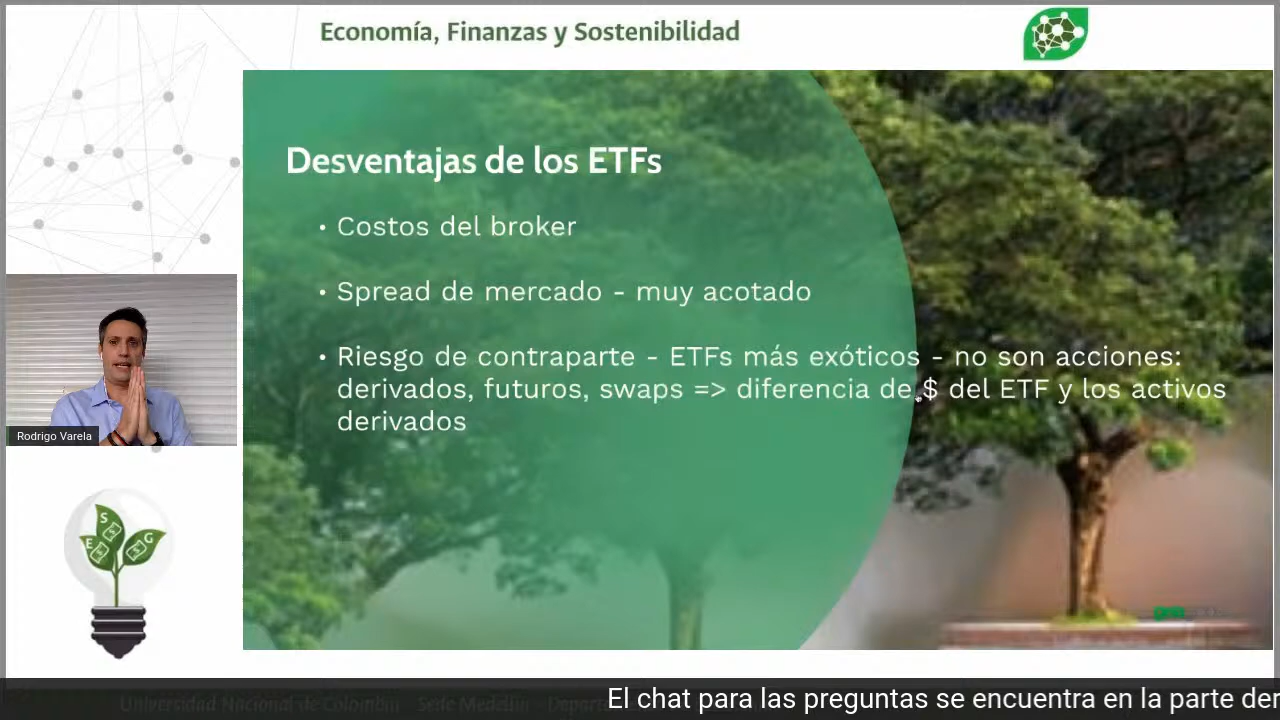 Economía, Finanzas y Sostenibilidad
Desventajas de los ETFs
• Costos del broker
• Spread de mercado - muy acotado
• Riesgo de contraparte - ETFs más exóticos - no son acciones:
derivados, futuros, swaps => diferencia de $ del ETF y los activos
derivados
Rodrigo Varela
S
E
G
Universidad Nacional de Colombia Sede Medellín
El chat para las preguntas se encuentra en la parte